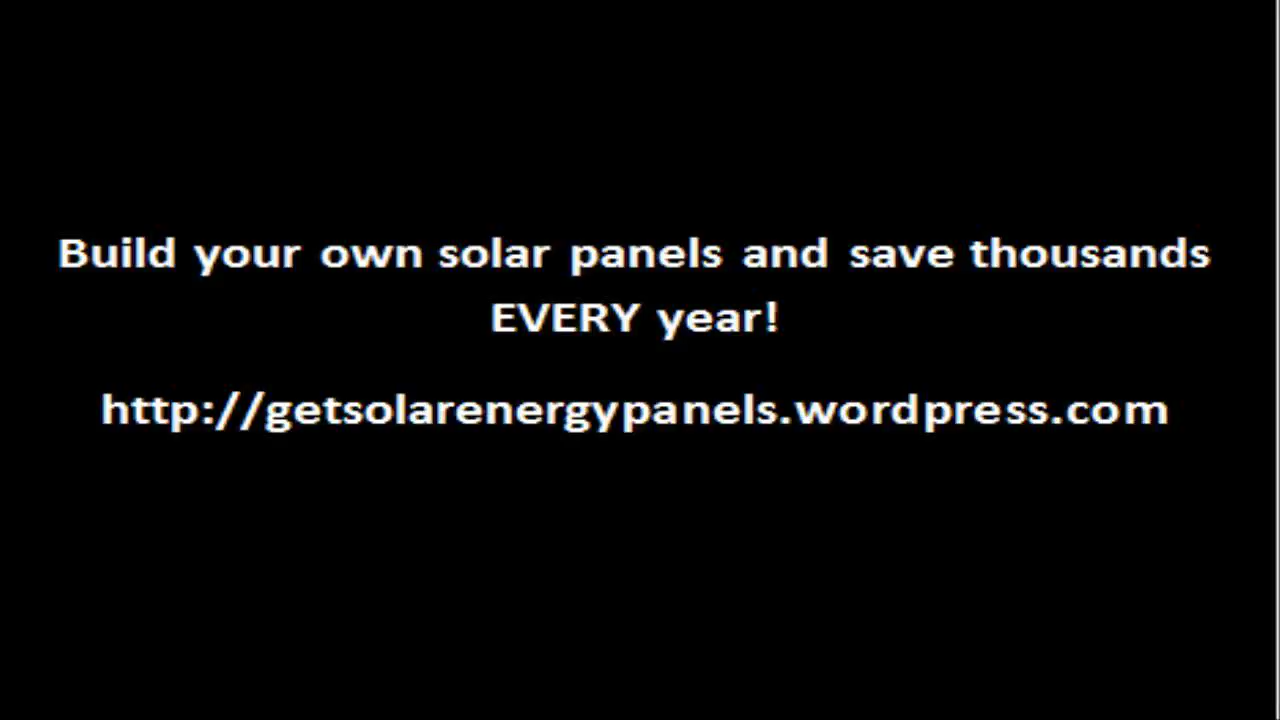 Build your own solar panels and save thousands
EVERY year!
http://getsolarenergypanels.wordpress.com